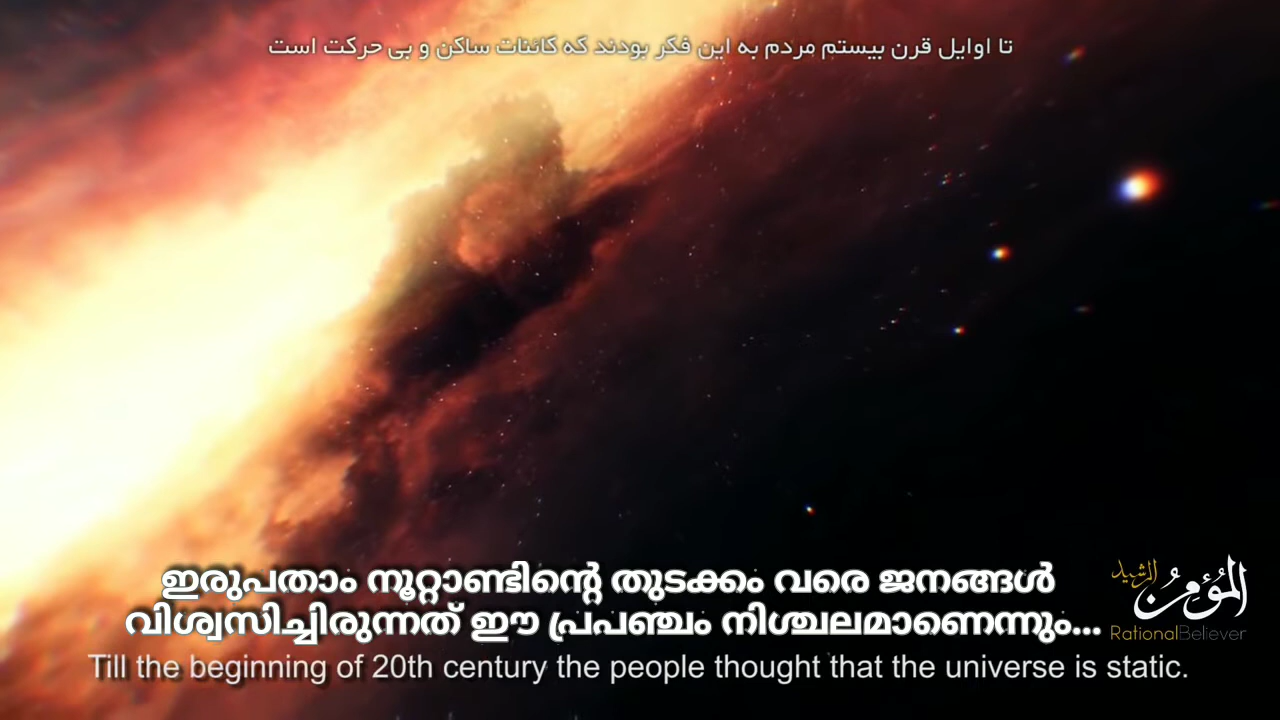 تا اوایل قرن بیستم مردم به این فکر بودند که کائنات ساکن و بی حرکت است
ഇരുപതാം നൂറ്റാണ്ടിന്റെ തുടക്കം വരെ ജനങ്ങൾ
വിശ്വസിച്ചിരുന്നത് ഈ പ്രപഞ്ചം നിശ്ചലമാണെന്നും...
Till the beginning of 20th century the people thought that the universe is static.
المؤمن الرشيد
RationalBeliever